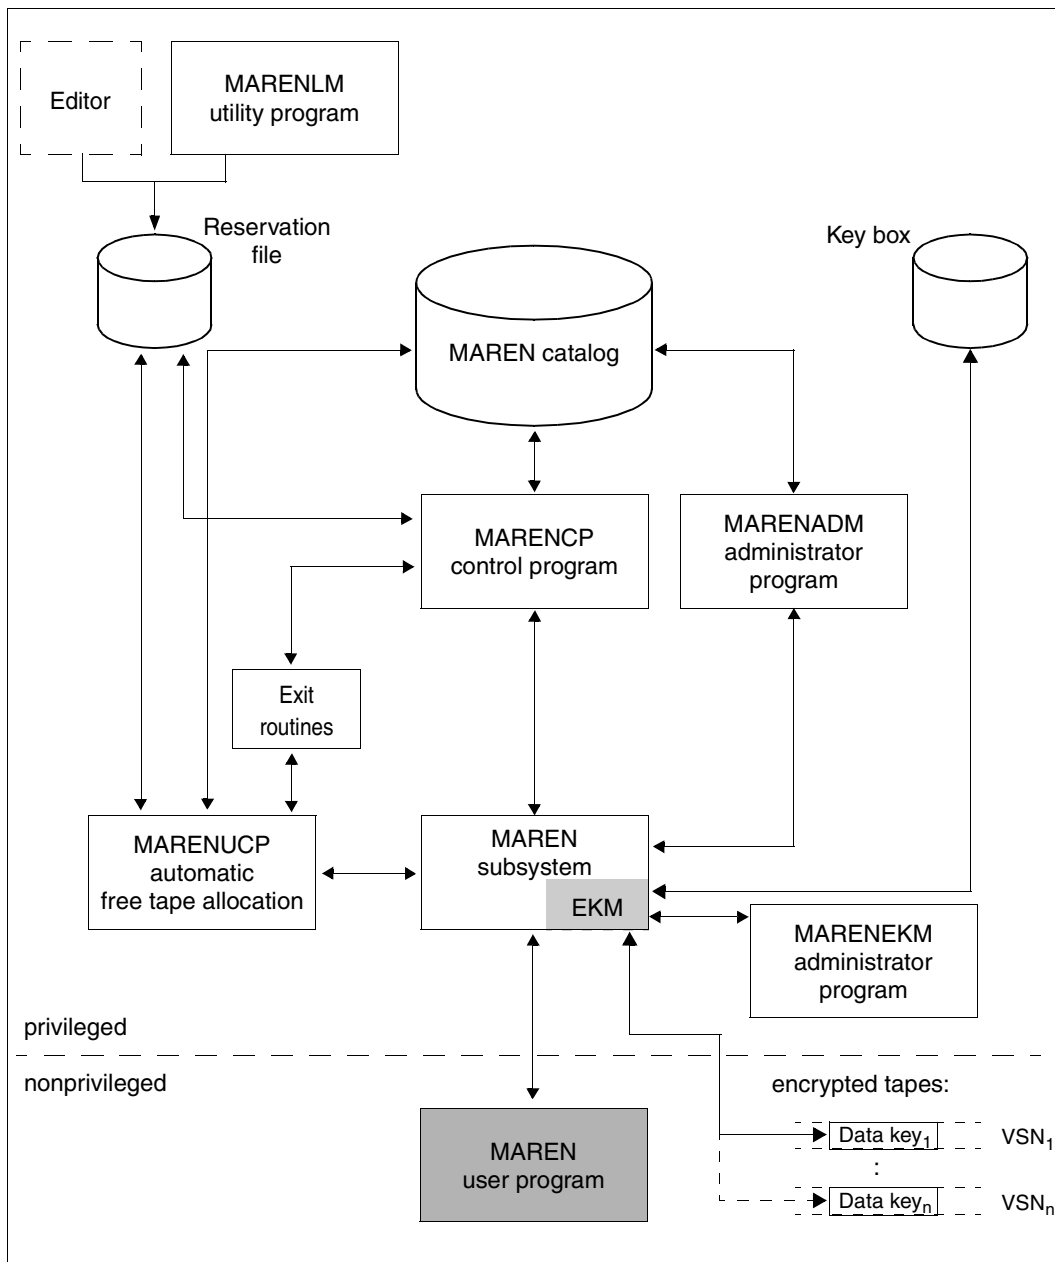 Editor
MARENLM
utility program
Reservation
file
Key box
MAREN catalog
MARENCP
control program
MARENADM
administrator
program
Exit
routines
MARENUCP
automatic
free tape allocation
MAREN
subsystem
EKM
MARENEKM
administrator
program
privileged
nonprivileged
encrypted tapes:
MAREN
user program
Data key1 VSN1
:
Data keyn VSNn